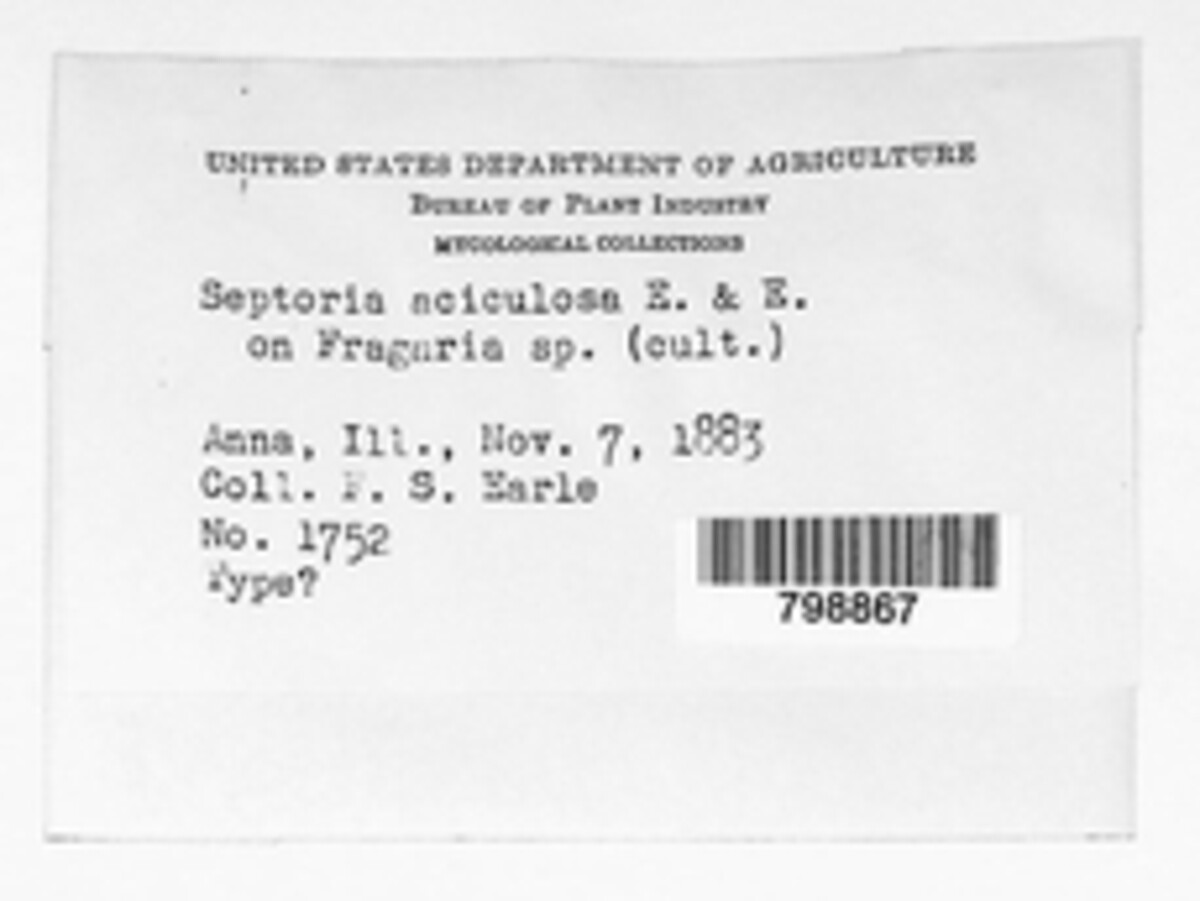 UNITED STATES DEPARTMENT OF AGRICULTURE
BUREAU OF PLANT INDUSTRY
MYCOLOGICAL COLLECTIONS
Septoria aciculosa E. & E.
on Fragaria sp. (cult.)
Anna, Ill., Nov. 7, 1883
Coll. F. S. Earle
No. 1752
Type?
798867